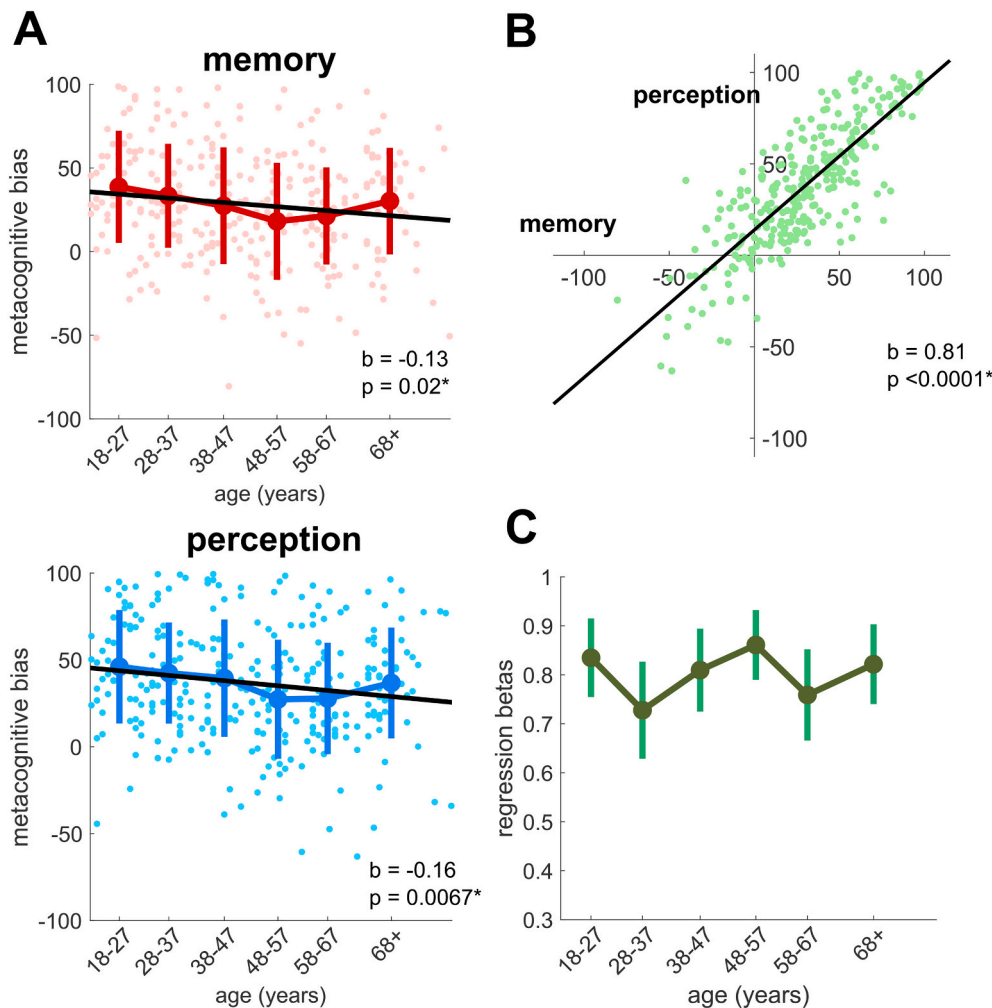 A
memory
metacognitive bias
100
50
0
-50
-100
b = -0.13
p = 0.02*
18-27
28-37
38-47
48-57
58-67
68+
age (years)
B
perception
memory
100
50
-100
-50
0
50
100
-50
-100
b = 0.81
p <0.0001*
perception
metacognitive bias
100
50
0
-50
-100
b = -0.16
p = 0.0067*
18-27
28-37
38-47
48-57
58-67
68+
age (years)
C
regression betas
1
0.9
0.8
0.7
0.6
0.5
0.4
0.3
18-27
28-37
38-47
48-57
58-67
68+
age (years)